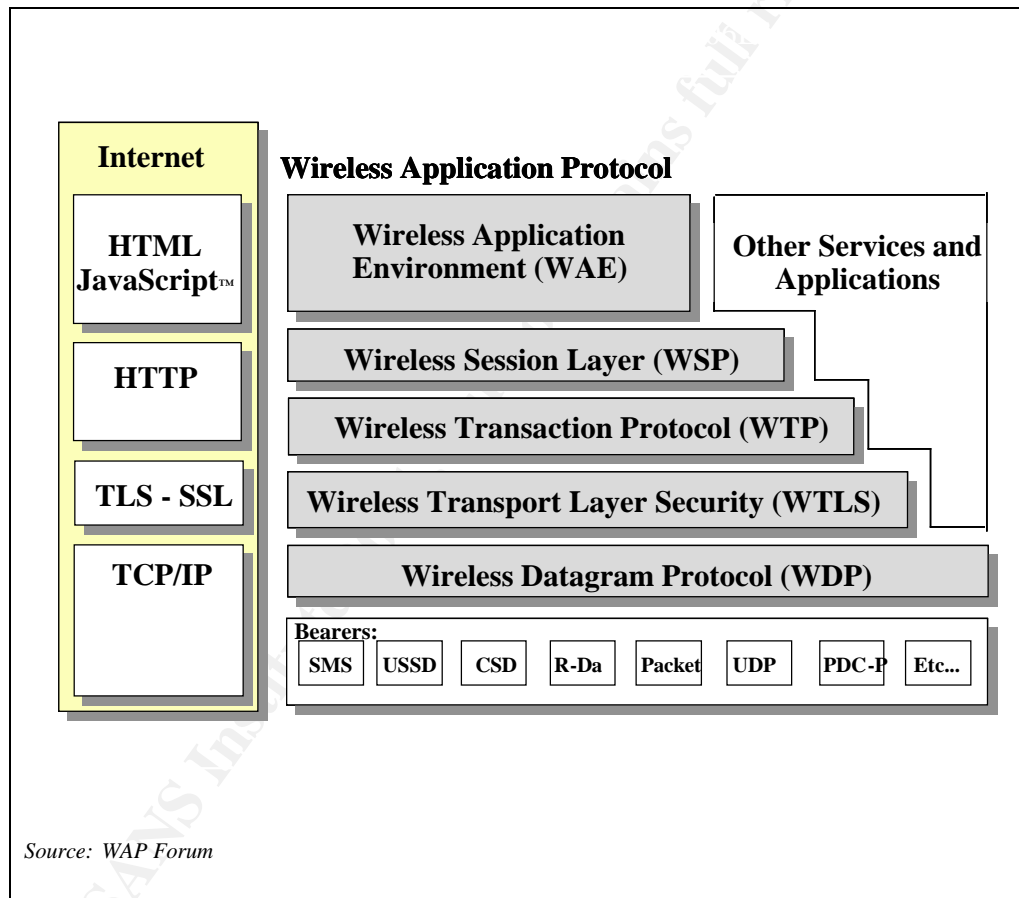 Internet
HTML
JavaScript™
HTTP
TLS - SSL
TCP/IP
Wireless Application Protocol
Wireless Application
Environment (WAE)
Other Services and
Applications
Wireless Session Layer (WSP)
Wireless Transaction Protocol (WTP)
Wireless Transport Layer Security (WTLS)
Wireless Datagram Protocol (WDP)
Bearers:
SMS
USSD
CSD
R-Da
Packet
UDP
PDC-P
Etc...
Source: WAP Forum